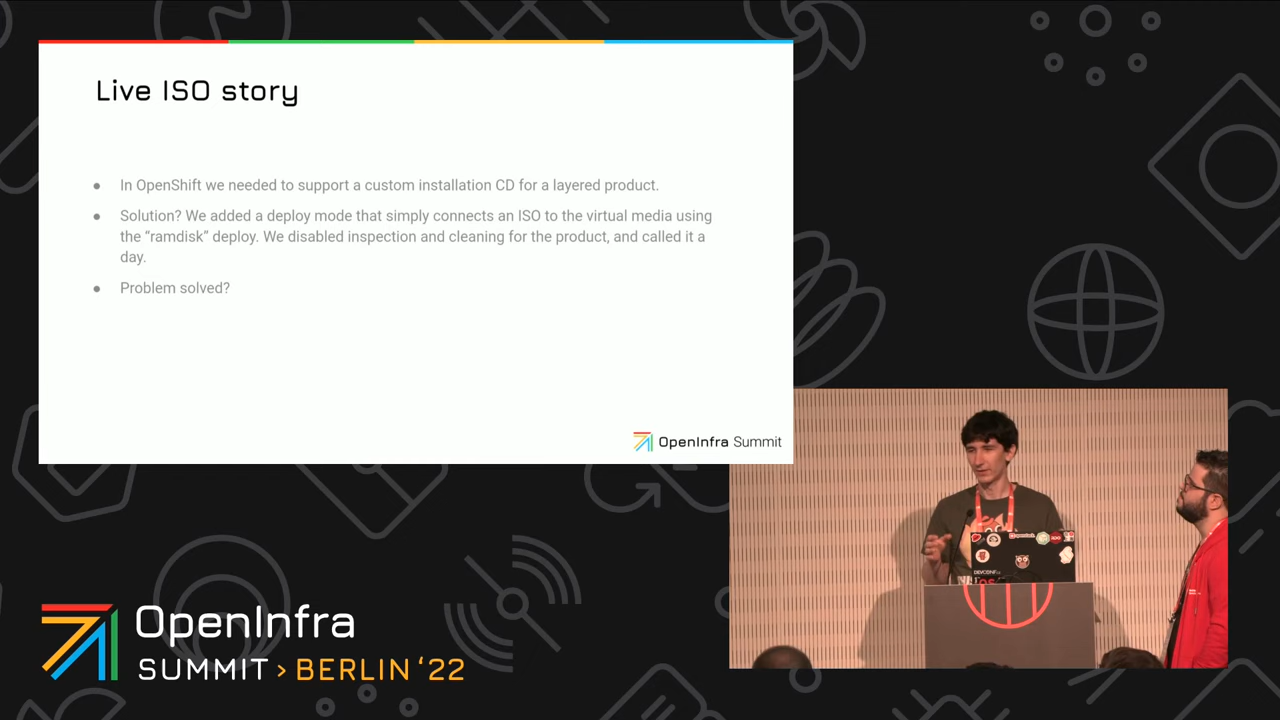 Live ISO story
● In OpenShift we needed to support a custom installation CD for a layered product.
● Solution? We added a deploy mode that simply connects an ISO to the virtual media using
the “ramdisk” deploy. We disabled inspection and cleaning for the product, and called it a
day.
● Problem solved?
OpenInfra Summit
OpenInfra
SUMMIT > BERLIN ‘22